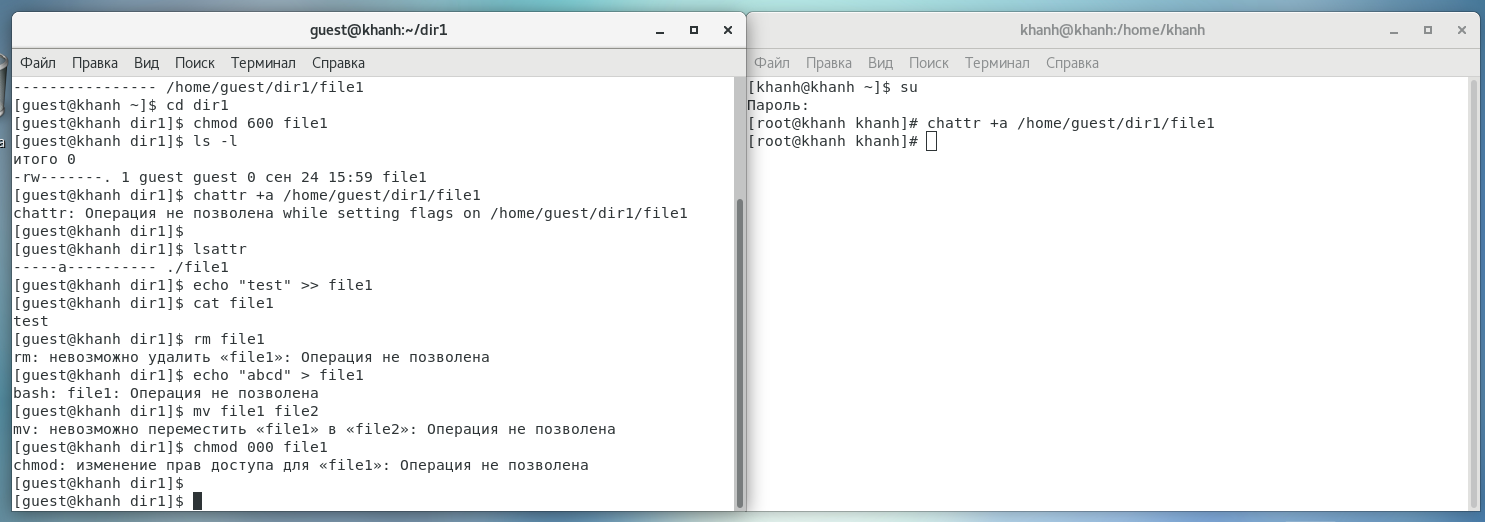 guest@khanh:~/dir1
Файл Правка Вид Поиск Терминал Справка
---------------- /home/guest/dir1/file1
[guest@khanh ~]$ cd dir1
[guest@khanh dir1]$ chmod 600 file1
[guest@khanh dir1]$ ls -l
итого 0
-rw-------. 1 guest guest 0 сен 24 15:59 file1
[guest@khanh dir1]$ chattr +a /home/guest/dir1/file1
chattr: Операция не позволена while setting flags on /home/guest/dir1/file1
[guest@khanh dir1]$
[guest@khanh dir1]$ lsattr
-----a---------- ./file1
[guest@khanh dir1]$ echo "test" >> file1
[guest@khanh dir1]$ cat file1
test
[guest@khanh dir1]$ rm file1
rm: невозможно удалить «file1»: Операция не позволена
[guest@khanh dir1]$ echo "abcd" > file1
bash: file1: Операция не позволена
[guest@khanh dir1]$ mv file1 file2
mv: невозможно переместить «file1» в «file2»: Операция не позволена
[guest@khanh dir1]$ chmod 000 file1
chmod: изменение прав доступа для «file1»: Операция не позволена
[guest@khanh dir1]$
[guest@khanh dir1]$
khanh@khanh:/home/khanh
Файл Правка Вид Поиск Терминал Справка
[khanh@khanh ~]$ su
Пароль:
[root@khanh khanh]# chattr +a /home/guest/dir1/file1
[root@khanh khanh]#